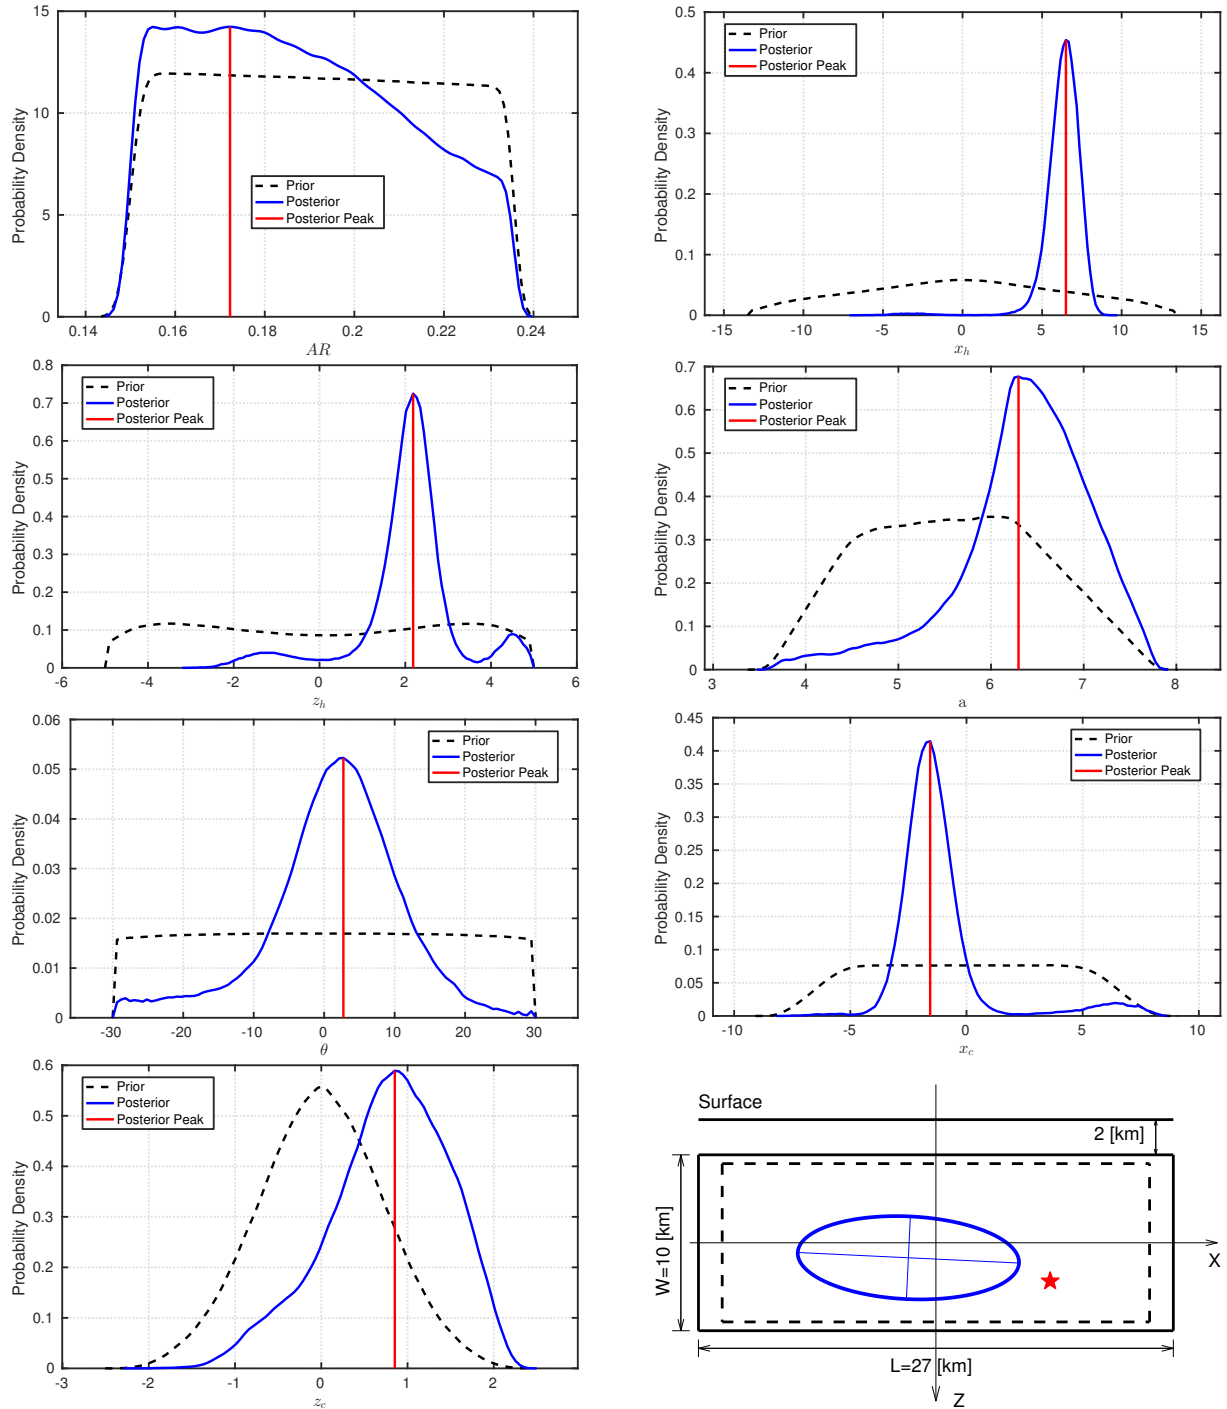 15
10
5
0
0.14
0.16
0.18
0.2
0.22
0.24
Probability Density
AR
Prior
Posterior
Posterior Peak
0.5
0.4
0.3
0.2
0.1
0
-15
-10
-5
0
5
10
15
Probability Density
x_h
Prior
Posterior
Posterior Peak
0.8
0.7
0.6
0.5
0.4
0.3
0.2
0.1
0
-6
-4
-2
0
2
4
6
Probability Density
z_h
Prior
Posterior
Posterior Peak
0.7
0.6
0.5
0.4
0.3
0.2
0.1
0
3
4
5
6
7
8
Probability Density
a
Prior
Posterior
Posterior Peak
0.06
0.05
0.04
0.03
0.02
0.01
0
-30
-20
-10
0
10
20
30
Probability Density
θ
Prior
Posterior
Posterior Peak
0.45
0.4
0.35
0.3
0.25
0.2
0.15
0.1
0.05
0
-10
-5
0
5
10
Probability Density
x_c
Prior
Posterior
Posterior Peak
0.6
0.5
0.4
0.3
0.2
0.1
0
-3
-2
-1
0
1
2
Probability Density
z_c
Prior
Posterior
Posterior Peak
Surface
2 [km]
W=10 [km]
X
L=27 [km]
Z